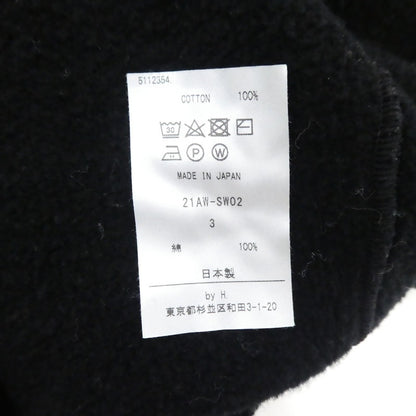 5112354
COTTON 100%
30
P W
MADE IN JAPAN
21AW-SW02
3
綿 100%
日本製
by H.
東京都杉並区和田3-1-20